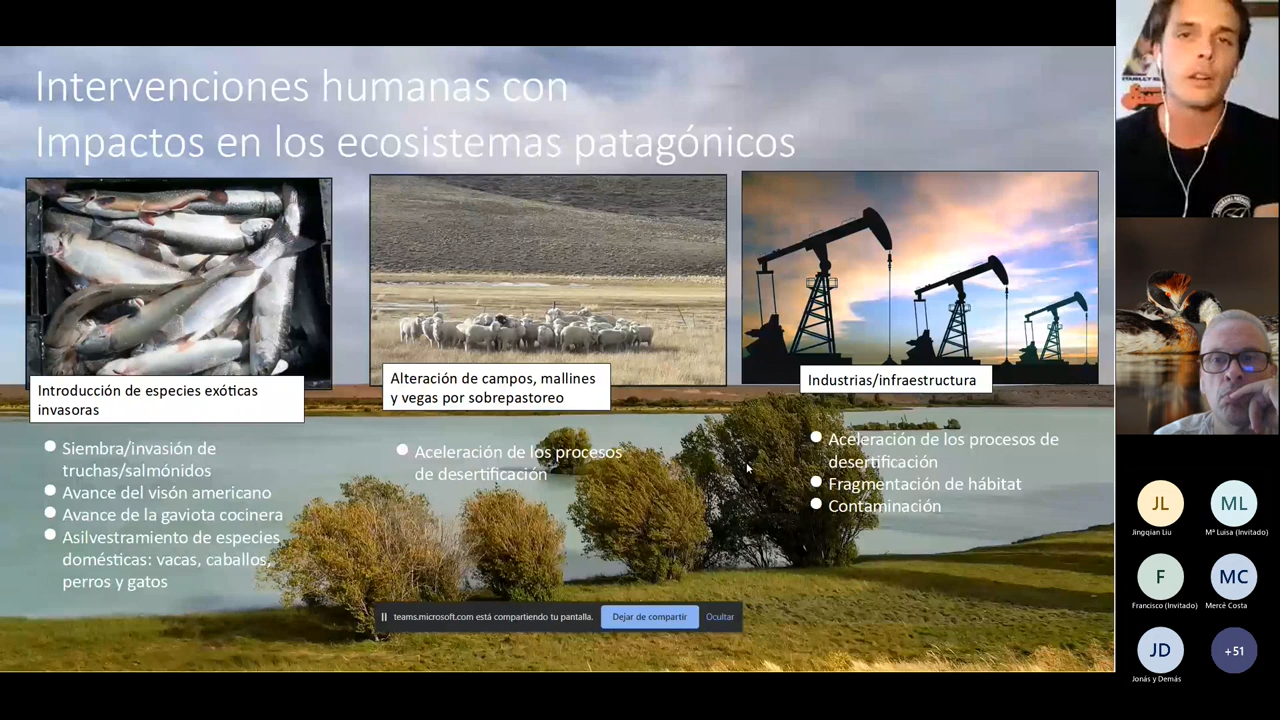 Intervenciones humanas con
Impactos en los ecosistemas patagónicos
Introducción de especies exóticas
invasoras
Siembra/invasión de
truchas/salmónidos
Avance del visón americano
Avance de la gaviota cocinera
Asilvestramiento de especies
domésticas: vacas, caballos,
perros y gatos
Alteración de campos, mallines
y vegas por sobrepastoreo
Aceleración de los procesos
de desertificación
Industrias/infraestructura
Aceleración de los procesos de
desertificación
Fragmentación de hábitat
Contaminación
teams.microsoft.com está compartiendo tu pantalla.
Dejar de compartir
Ocultar
JL
Jingqian Liu
ML
Mª Luisa (Invitado)
F
Francisco (Invitado)
MC
Mercè Costa
JD
Jonás y Demás
+51